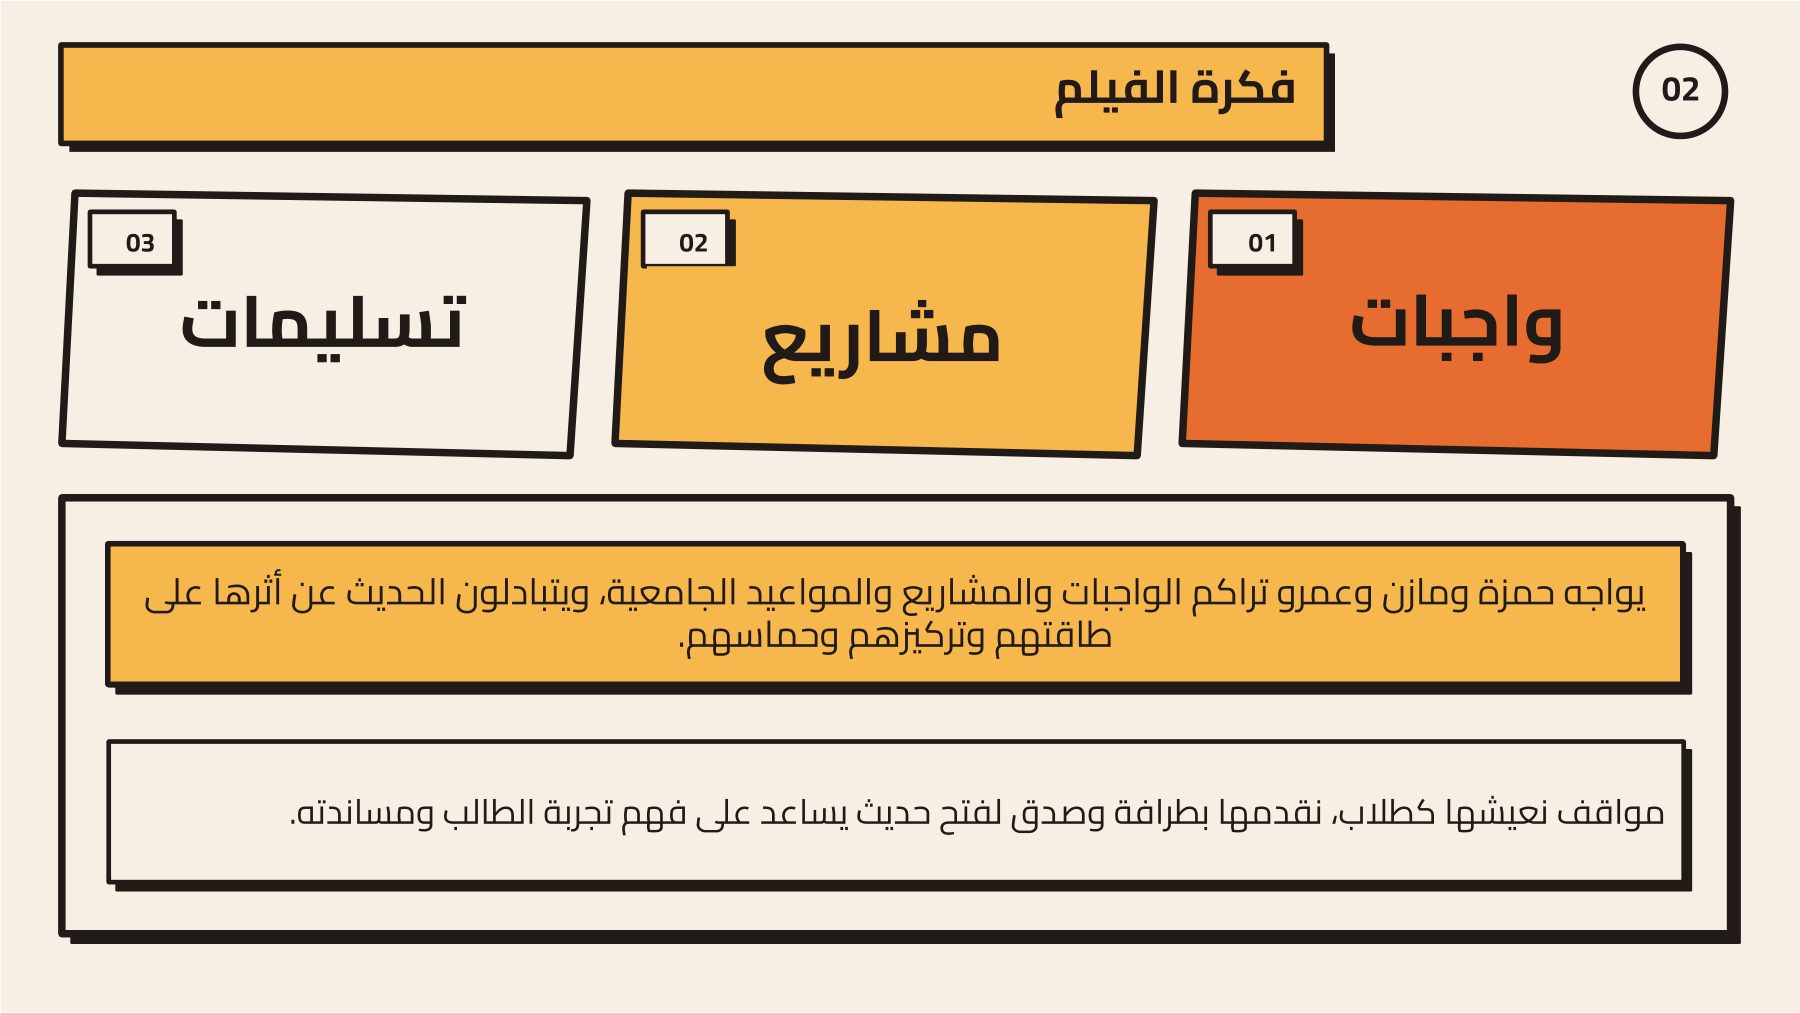 02
فكرة الفيلم
01
واجبات
02
مشاريع
03
تسليمات
يواجه حمزة ومازن وعمرو تراكم الواجبات والمشاريع والمواعيد الجامعية، ويتبادلون الحديث عن أثرها على
طاقتهم وتركيزهم وحماسهم.
مواقف نعيشها كطلاب، نقدمها بطرافة وصدق لفتح حديث يساعد على فهم تجربة الطالب ومساندته.